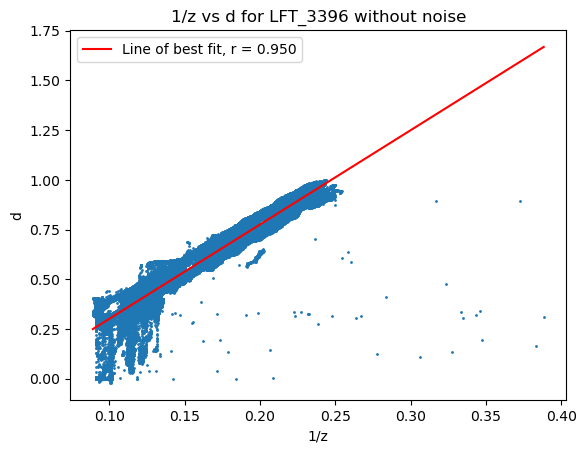 1/z vs d for LFT_3396 without noise
Line of best fit, r = 0.950
1.75
1.50
1.25
1.00
0.75
0.50
0.25
0.00
d
0.10 0.15 0.20 0.25 0.30 0.35 0.40
1/z